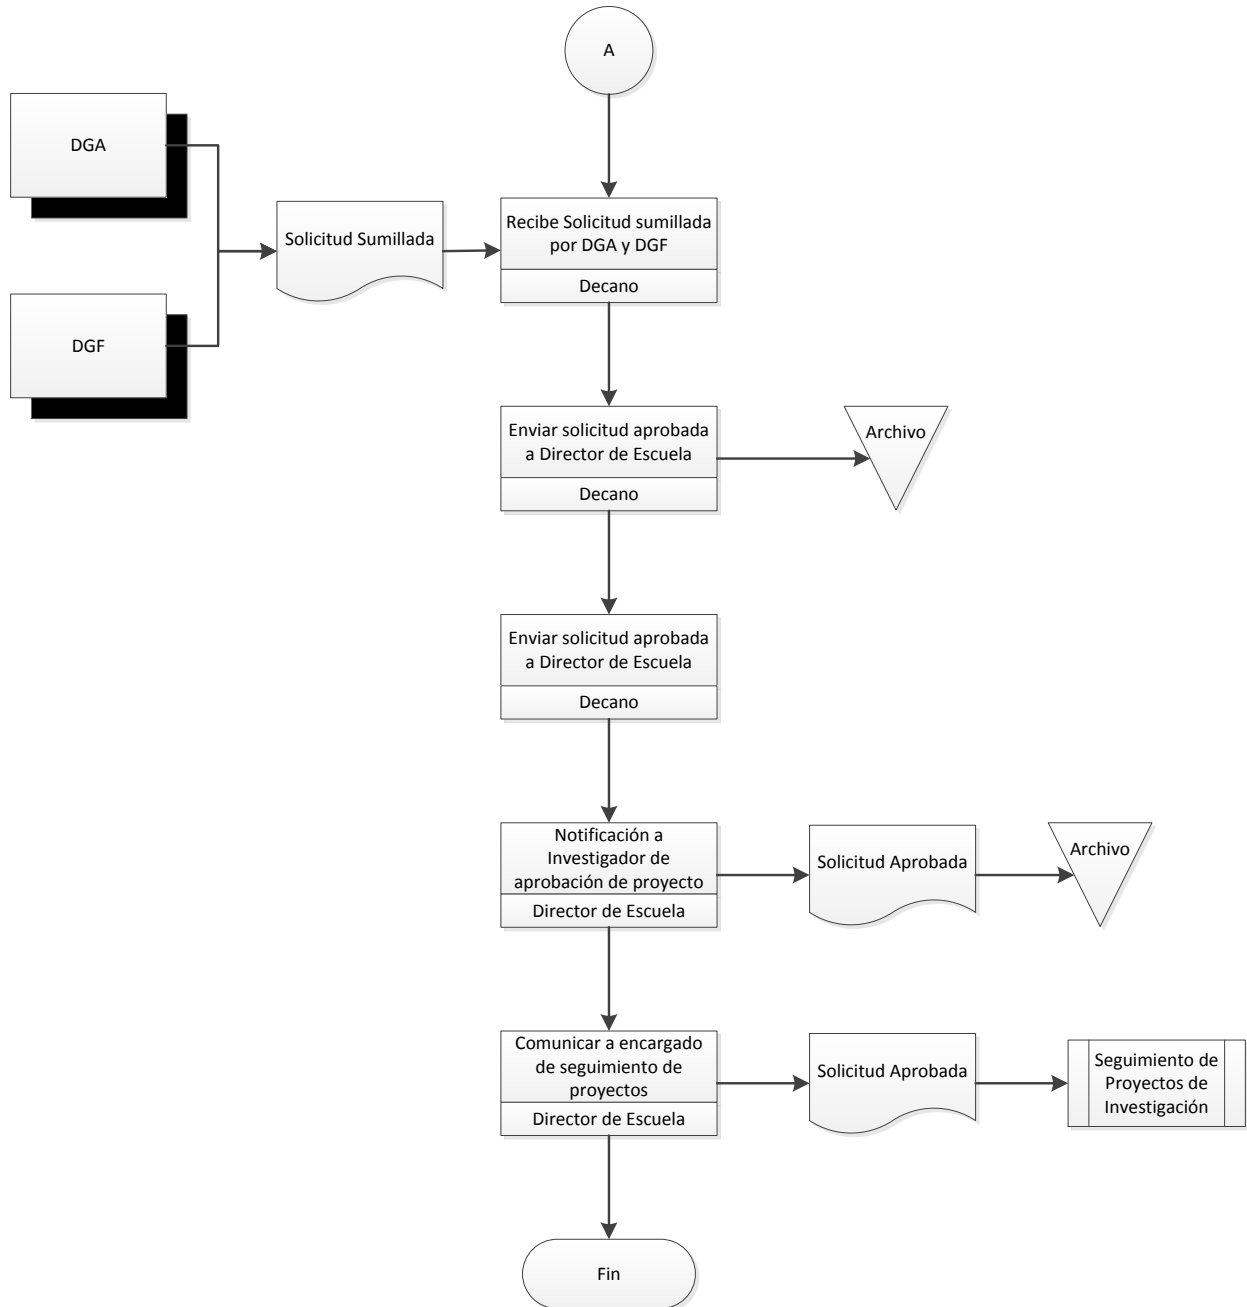 A
DGA
DGF
Solicitud Sumillada
Recibe Solicitud sumillada
por DGA y DGF
Decano
Enviar solicitud aprobada
a Director de Escuela
Decano
Archivo
Enviar solicitud aprobada
a Director de Escuela
Decano
Notificación a
Investigador de
aprobación de proyecto
Director de Escuela
Solicitud Aprobada
Archivo
Comunicar a encargado
de seguimiento de
proyectos
Director de Escuela
Solicitud Aprobada
Seguimiento de
Proyectos de
Investigación
Fin